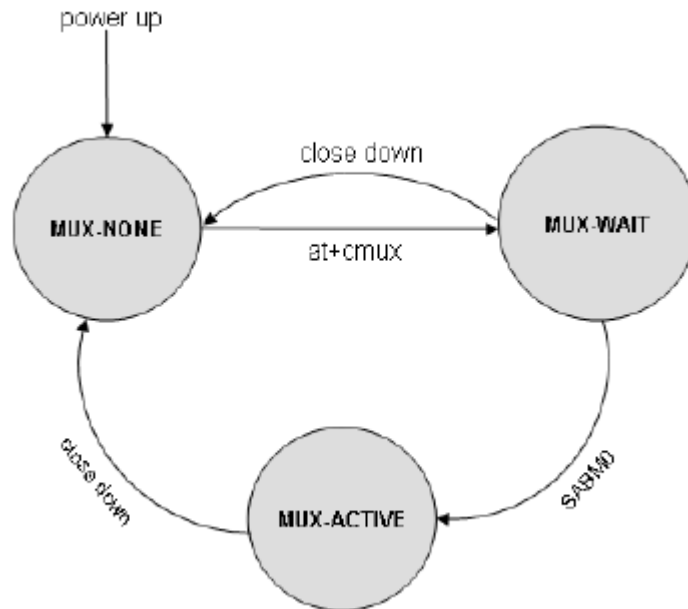 power up
close down
MUX-NONE
MUX-WAIT
at+cmux
close down
SABM0
MUX-ACTIVE